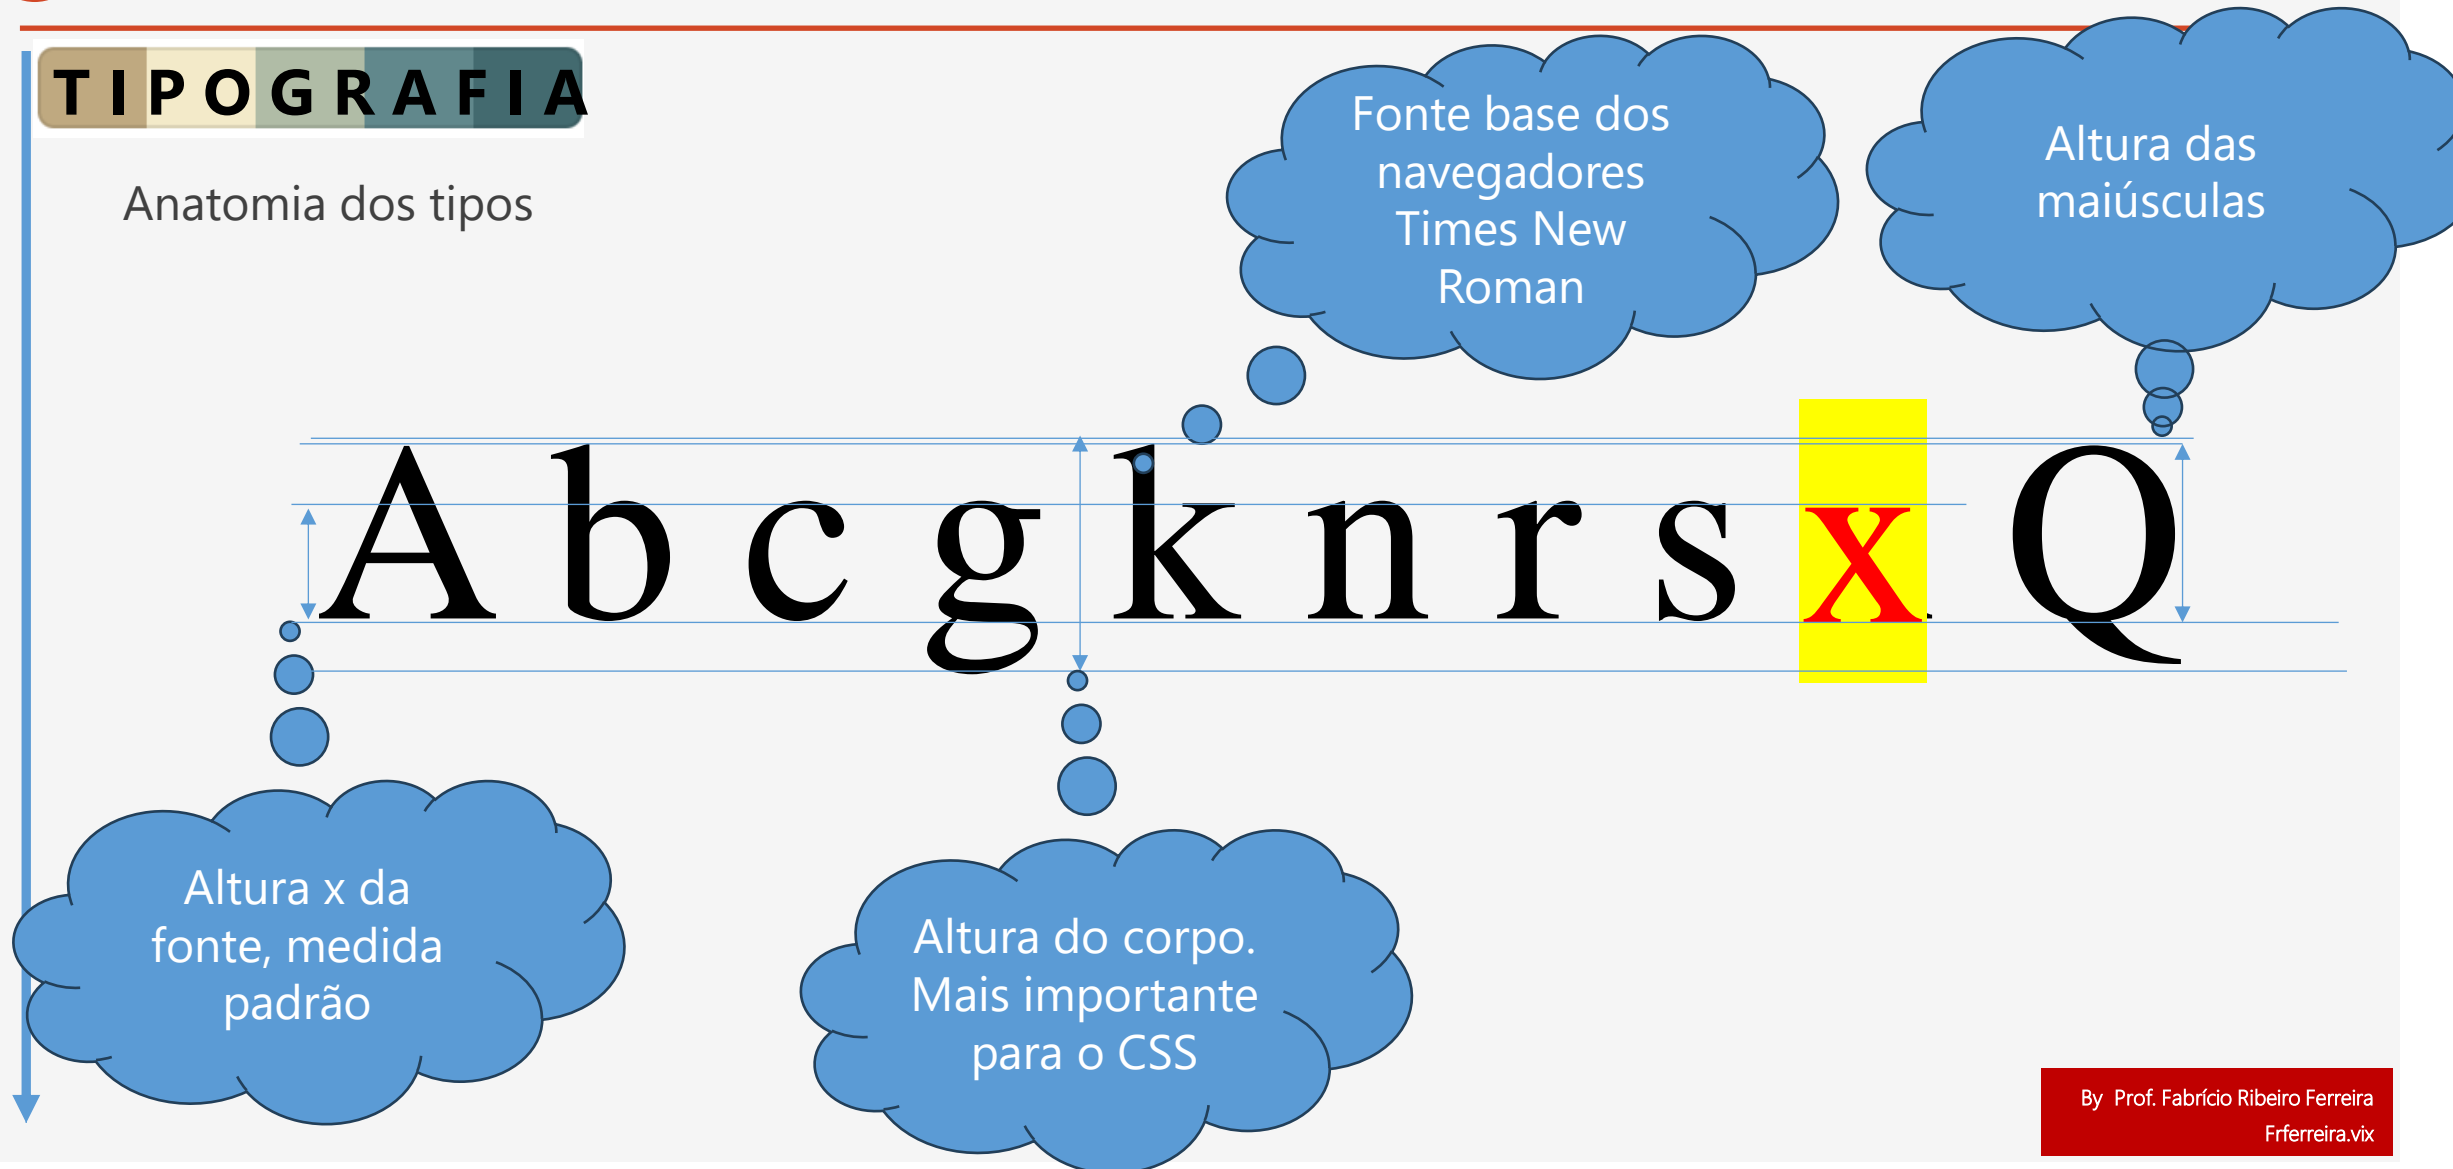 TIPOGRAFIA
Anatomia dos tipos
Fonte base dos
navegadores
Times New
Roman
Altura das
maiúsculas
A b c g k n r s x Q
Altura x da
fonte, medida
padrão
Altura do corpo.
Mais importante
para o CSS
By Prof. Fabrício Ribeiro Ferreira
Frferreira.vix